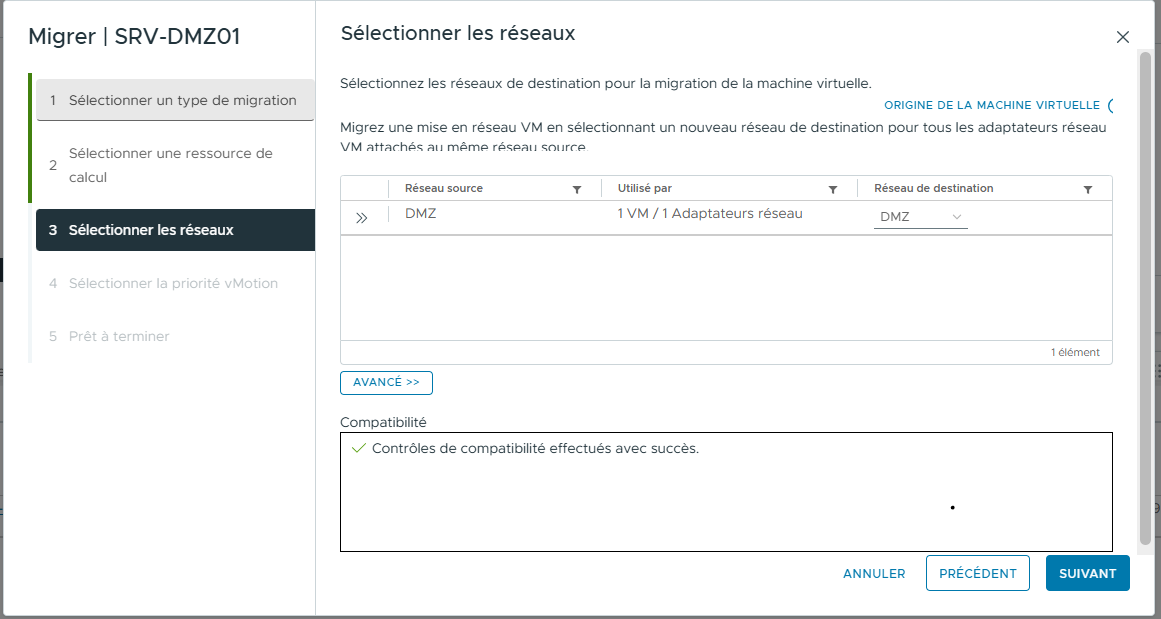 Migrer | SRV-DMZ01
1 Sélectionner un type de migration
2 Sélectionner une ressource de
calcul
3 Sélectionner les réseaux
4 Sélectionner la priorité vMotion
5 Prêt à terminer
Sélectionner les réseaux
Sélectionnez les réseaux de destination pour la migration de la machine virtuelle.
ORIGINE DE LA MACHINE VIRTUELLE
Migrez une mise en réseau VM en sélectionnant un nouveau réseau de destination pour tous les adaptateurs réseau
VM attachés au même réseau source.
Réseau source Utilisé par Réseau de destination
DMZ 1 VM / 1 Adaptateurs réseau DMZ
1 élément
AVANCÉ >>
Compatibilité
Contrôles de compatibilité effectués avec succès.
ANNULER PRÉCÉDENT SUIVANT